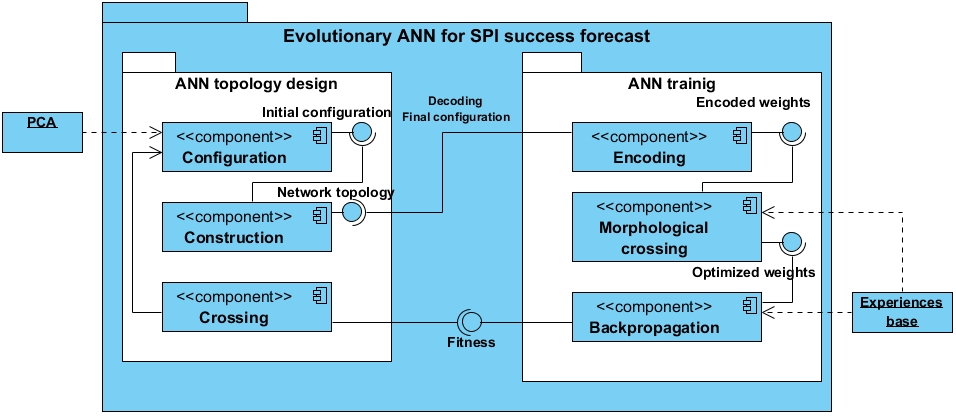 Evolutionary ANN for SPI success forecast
ANN topology design
ANN trainig
PCA
Initial configuration
<<component>>
Configuration
Network topology
<<component>>
Construction
<<component>>
Crossing
Decoding
Final configuration
Fitness
Encoded weights
<<component>>
Encoding
<<component>>
Morphological
crossing
Optimized weights
<<component>>
Backpropagation
Experiences
base